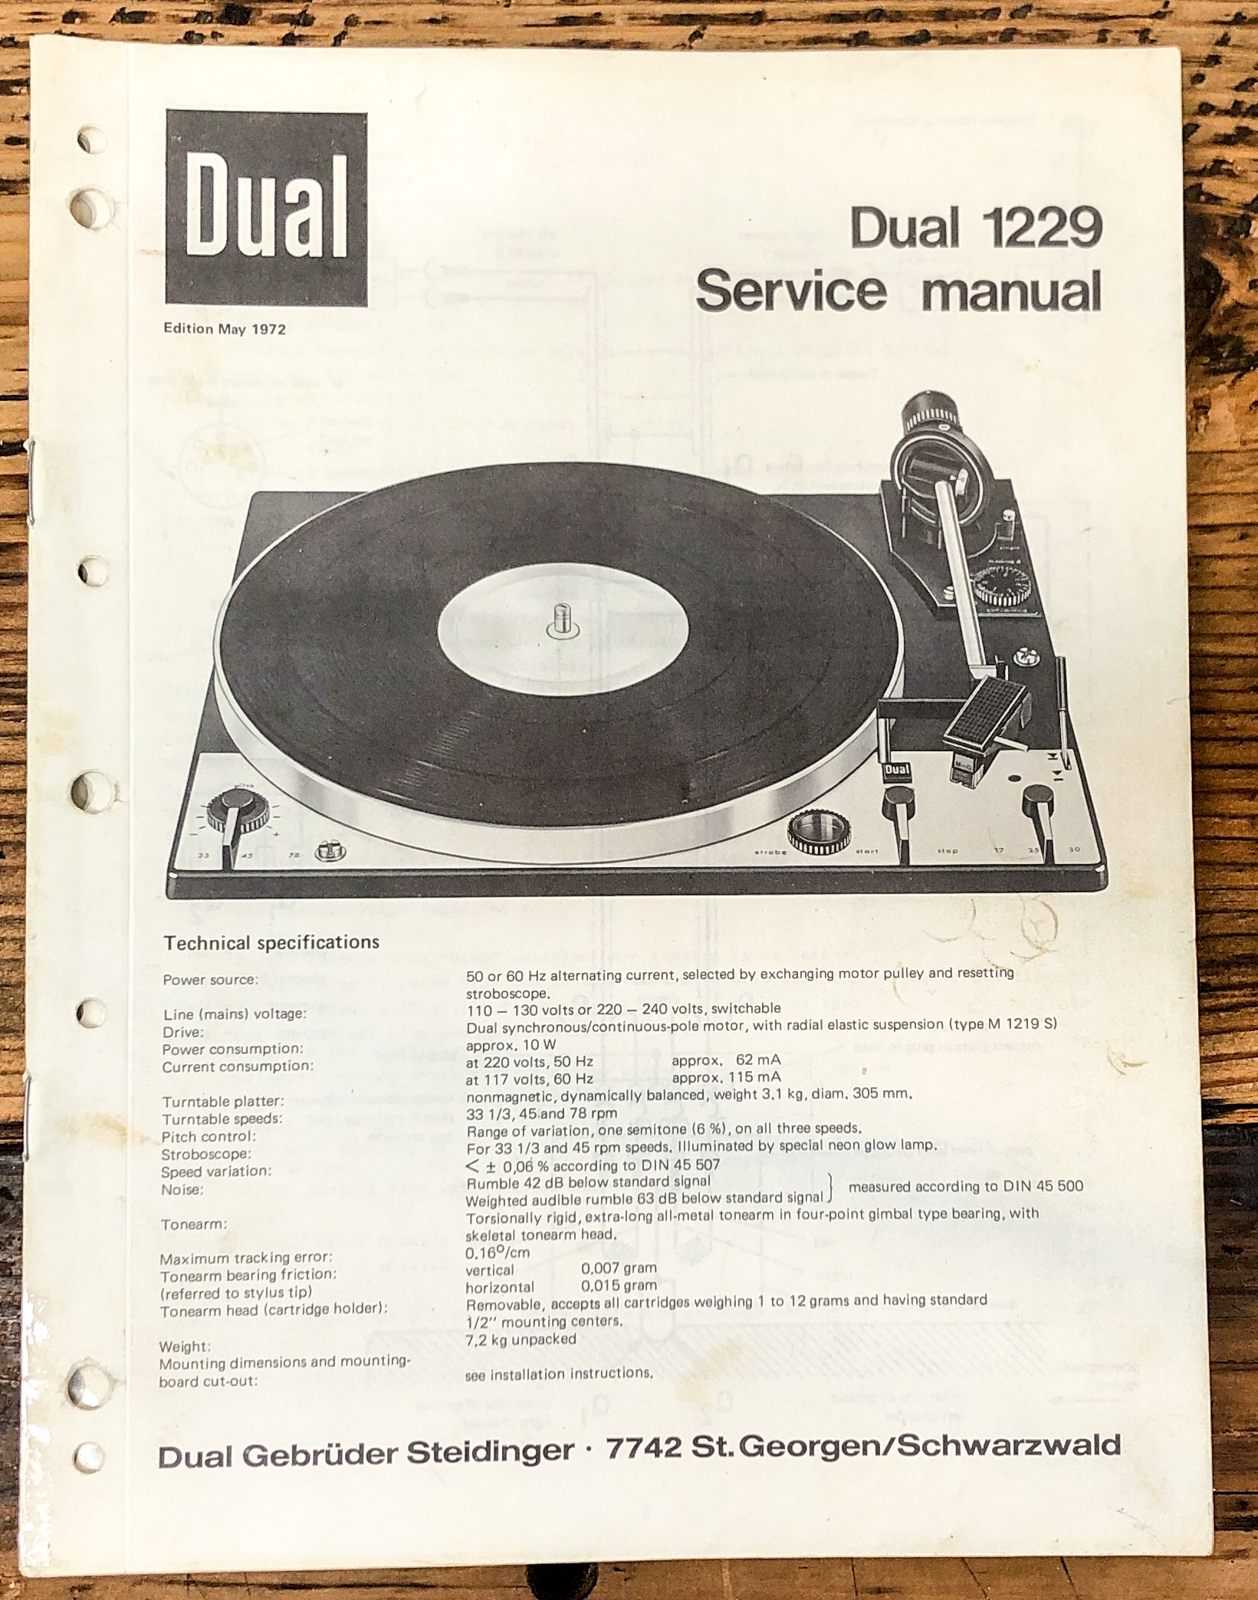 Dual
Edition May 1972
Dual 1229
Service manual
Dual
33 45 78
strobe start stop 17 25 30
Technical specifications
Power source: 50 or 60 Hz alternating current, selected by exchanging motor pulley and resetting
stroboscope.
Line (mains) voltage: 110 – 130 volts or 220 – 240 volts, switchable
Drive: Dual synchronous/continuous-pole motor, with radial elastic suspension (type M 1219 S)
Power consumption: approx. 10 W
Current consumption: at 220 volts, 50 Hz approx. 62 mA
at 117 volts, 60 Hz approx. 115 mA
Turntable platter: nonmagnetic, dynamically balanced, weight 3.1 kg, diam. 305 mm.
Turntable speeds: 33 1/3, 45 and 78 rpm
Pitch control: Range of variation, one semitone (6 %), on all three speeds.
Stroboscope: For 33 1/3 and 45 rpm speeds. Illuminated by special neon glow lamp.
Speed variation: < ± 0,06 % according to DIN 45 507
Noise: Rumble 42 dB below standard signal
Weighted audible rumble 63 dB below standard signal } measured according to DIN 45 500
Tonearm: Torsionally rigid, extra-long all-metal tonearm in four-point gimbal type bearing, with
skeletal tonearm head.
Maximum tracking error: 0.16º/cm
Tonearm bearing friction: vertical 0,007 gram
(referred to stylus tip) horizontal 0,015 gram
Tonearm head (cartridge holder): Removable, accepts all cartridges weighing 1 to 12 grams and having standard
1/2″ mounting centers.
Weight: 7,2 kg unpacked
Mounting dimensions and mounting-
board cut-out: see installation instructions.
Dual Gebrüder Steidinger · 7742 St. Georgen/Schwarzwald